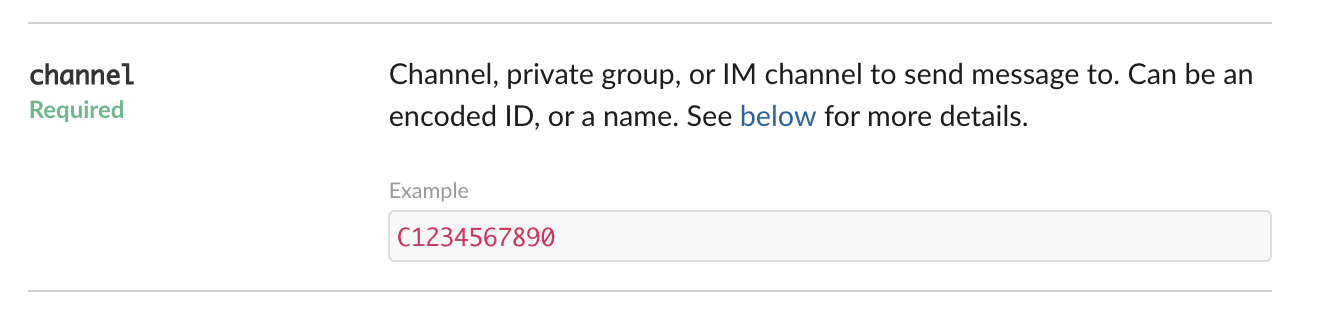 channel
Required
Channel, private group, or IM channel to send message to. Can be an
encoded ID, or a name. See below for more details.
Example
C1234567890